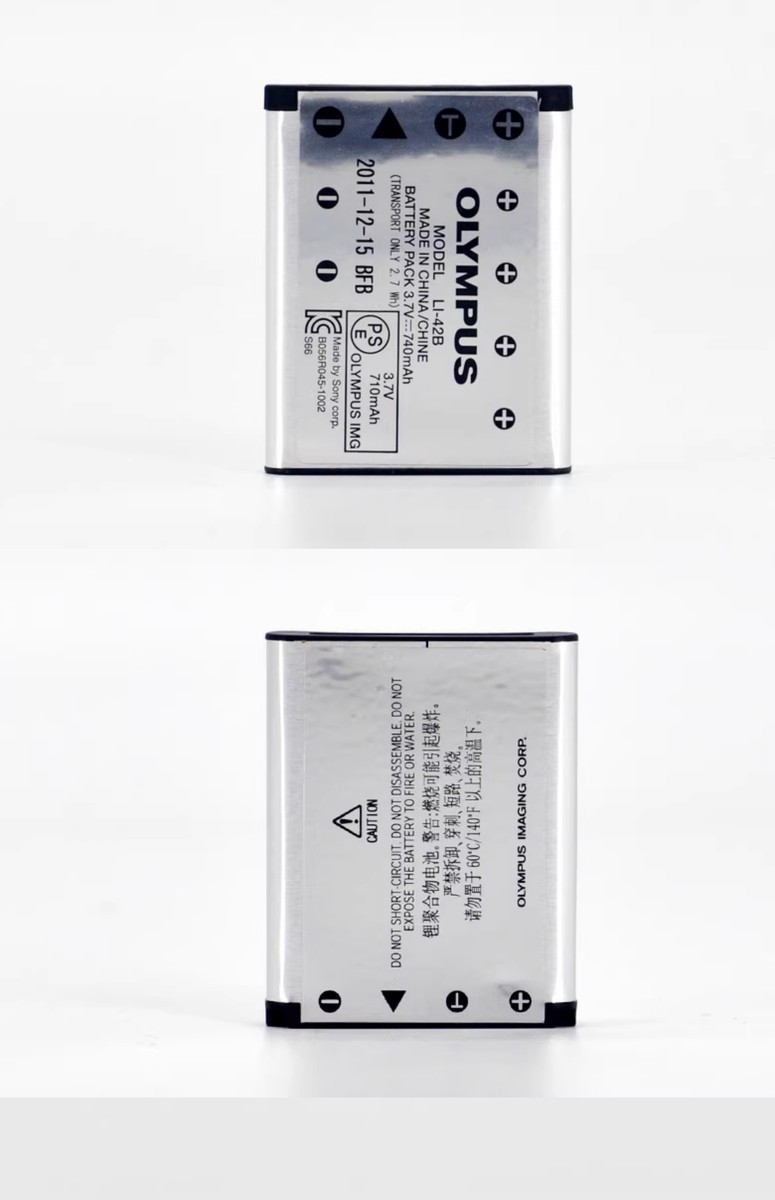 OLYMPUS
MODEL LI-42B
MADE IN CHINA/CHINE
BATTERY PACK 3.7V⎓740mAh
(TRANSPORT ONLY 2.7 Wh)
2011-12-15 BFB
PS
E
3.7V
710mAh
OLYMPUS IMG
Made by Sony corp.
B056R045-1002
S66
T
CAUTION
DO NOT SHORT-CIRCUIT. DO NOT DISASSEMBLE. DO NOT
EXPOSE THE BATTERY TO FIRE OR WATER.
锂聚合物电池。警告:燃烧可能引起爆炸。
严禁拆卸、穿刺、短路、焚烧。
请勿置于 60°C/140°F 以上的高温下。
OLYMPUS IMAGING CORP.
T